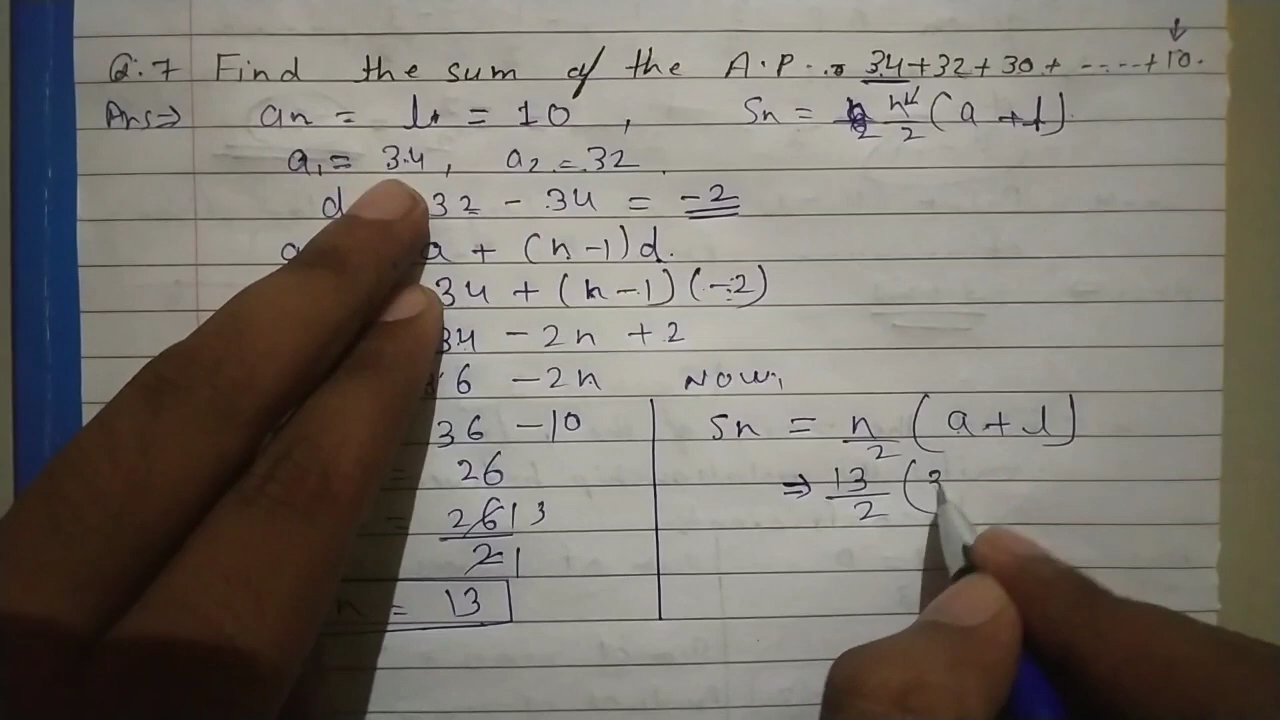 Q.7 Find the sum of the A.P. 34+32+30+ ----+10.
Ans⇒ an = l = 10 , Sn = n/2 (a+l)
a₁ = 34, a₂ = 32.
d 32 - 34 = -2
a a + (n-1)d.
34 + (n-1)(-2)
34 - 2n + 2
36 - 2n
36 - 10
= 26
= 26/2 13/1
n = 13
Now,
Sn = n/2 (a+l)
⇒ 13/2 (3